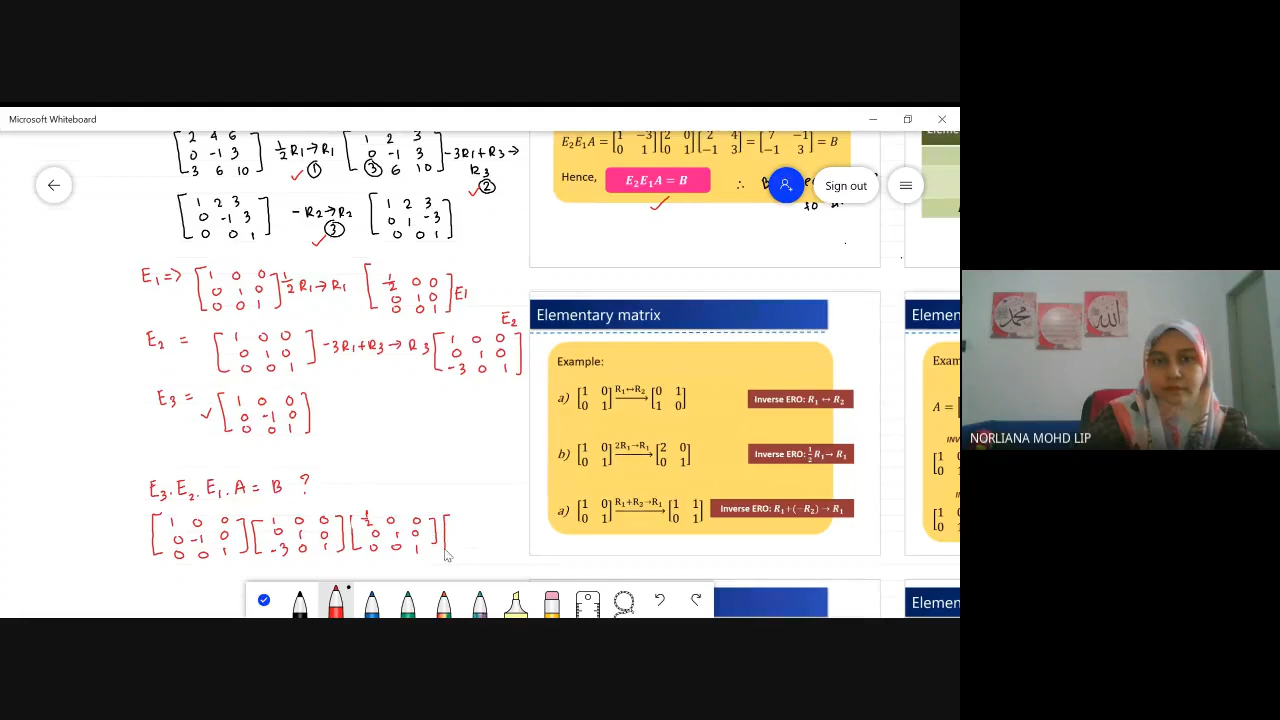 Microsoft Whiteboard
[2 4 6; 0 -1 3; 3 6 10] ½R₁→R₁ ① [1 2 3; 0 -1 3; 3 6 10] -3R₁+R₃→R₃ ②
[1 2 3; 0 -1 3; 0 0 1] -R₂→R₂ ③ [1 2 3; 0 1 -3; 0 0 1]
E₁ => [1 0 0; 0 1 0; 0 0 1] ½R₁→R₁ [½ 0 0; 0 1 0; 0 0 1] E1
E₂ = [1 0 0; 0 1 0; 0 0 1] -3R₁+R₃→R₃ [1 0 0; 0 1 0; -3 0 1] E₂
E₃ = [1 0 0; 0 -1 0; 0 0 1]
E₃.E₂.E₁.A = B ?
[1 0 0; 0 -1 0; 0 0 1] [1 0 0; 0 1 0; -3 0 1] [½ 0 0; 0 1 0; 0 0 1] [
E₂E₁A = [1 -3; 0 1] [2 0; 0 1] [2 4; -1 3] = [7 -1; -1 3] = B
Hence, E₂E₁A = B ∴ B
Sign out
Elementary matrix
Example:
a) [1 0; 0 1] R₁↔R₂ → [0 1; 1 0] Inverse ERO: R₁ ↔ R₂
b) [1 0; 0 1] 2R₁→R₁ → [2 0; 0 1] Inverse ERO: ½R₁ → R₁
a) [1 0; 0 1] R₁+R₂→R₁ → [1 1; 0 1] Inverse ERO: R₁+(−R₂) → R₁
Elem
Exam
A =
[1 0
[0 1
Elem
NORLIANA MOHD LIP
محمد
الله